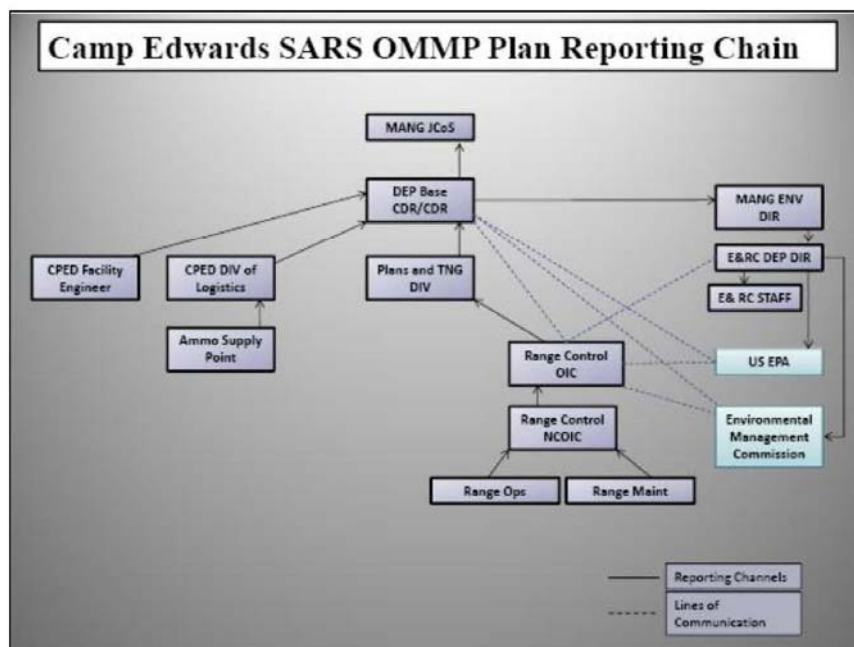 Camp Edwards SARS OMMP Plan Reporting Chain
MANG JCoS
DEP Base
CDR/CDR
MANG ENV
DIR
CPED Facility
Engineer
CPED DIV of
Logistics
Plans and TNG
DIV
E&RC DEP DIR
E& RC STAFF
Ammo Supply
Point
Range Control
OIC
US EPA
Range Control
NCOIC
Environmental
Management
Commission
Range Ops
Range Maint
Reporting Channels
Lines of
Communication